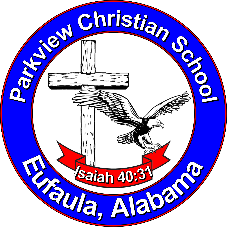 Parkview Christian School
Isaiah 40:31
Eufaula, Alabama